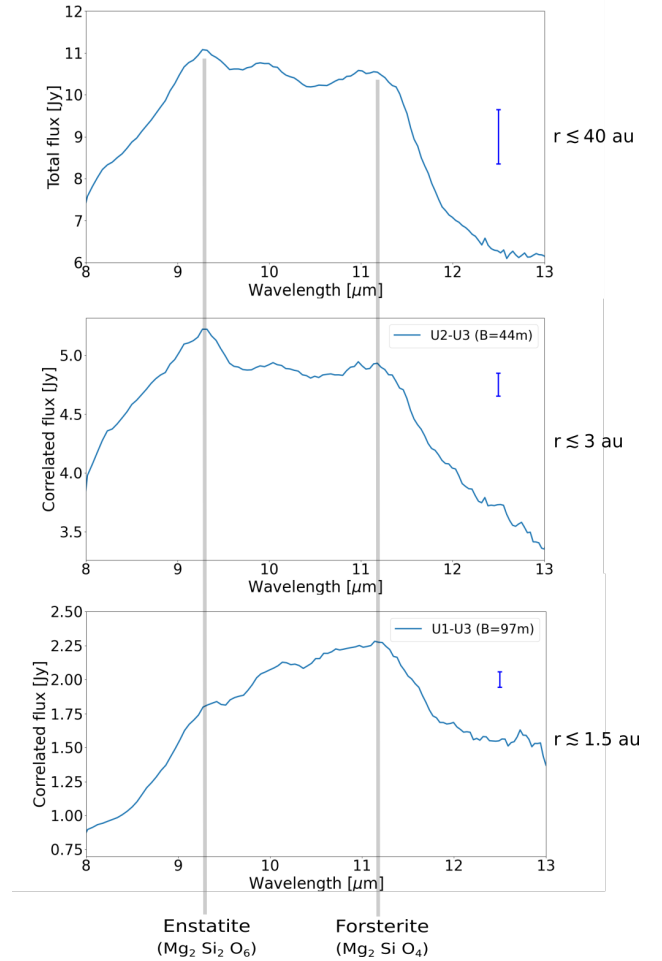 12
11
10
9
8
7
6
Total flux [Jy]
8 9 10 11 12 13
Wavelength [μm]
r ≲ 40 au
U2-U3 (B=44m)
5.0
4.5
4.0
3.5
Correlated flux [Jy]
8 9 10 11 12 13
Wavelength [μm]
r ≲ 3 au
U1-U3 (B=97m)
2.50
2.25
2.00
1.75
1.50
1.25
1.00
0.75
Correlated flux [Jy]
8 9 10 11 12 13
Wavelength [μm]
r ≲ 1.5 au
Enstatite Forsterite
(Mg₂ Si₂ O₆) (Mg₂ Si O₄)